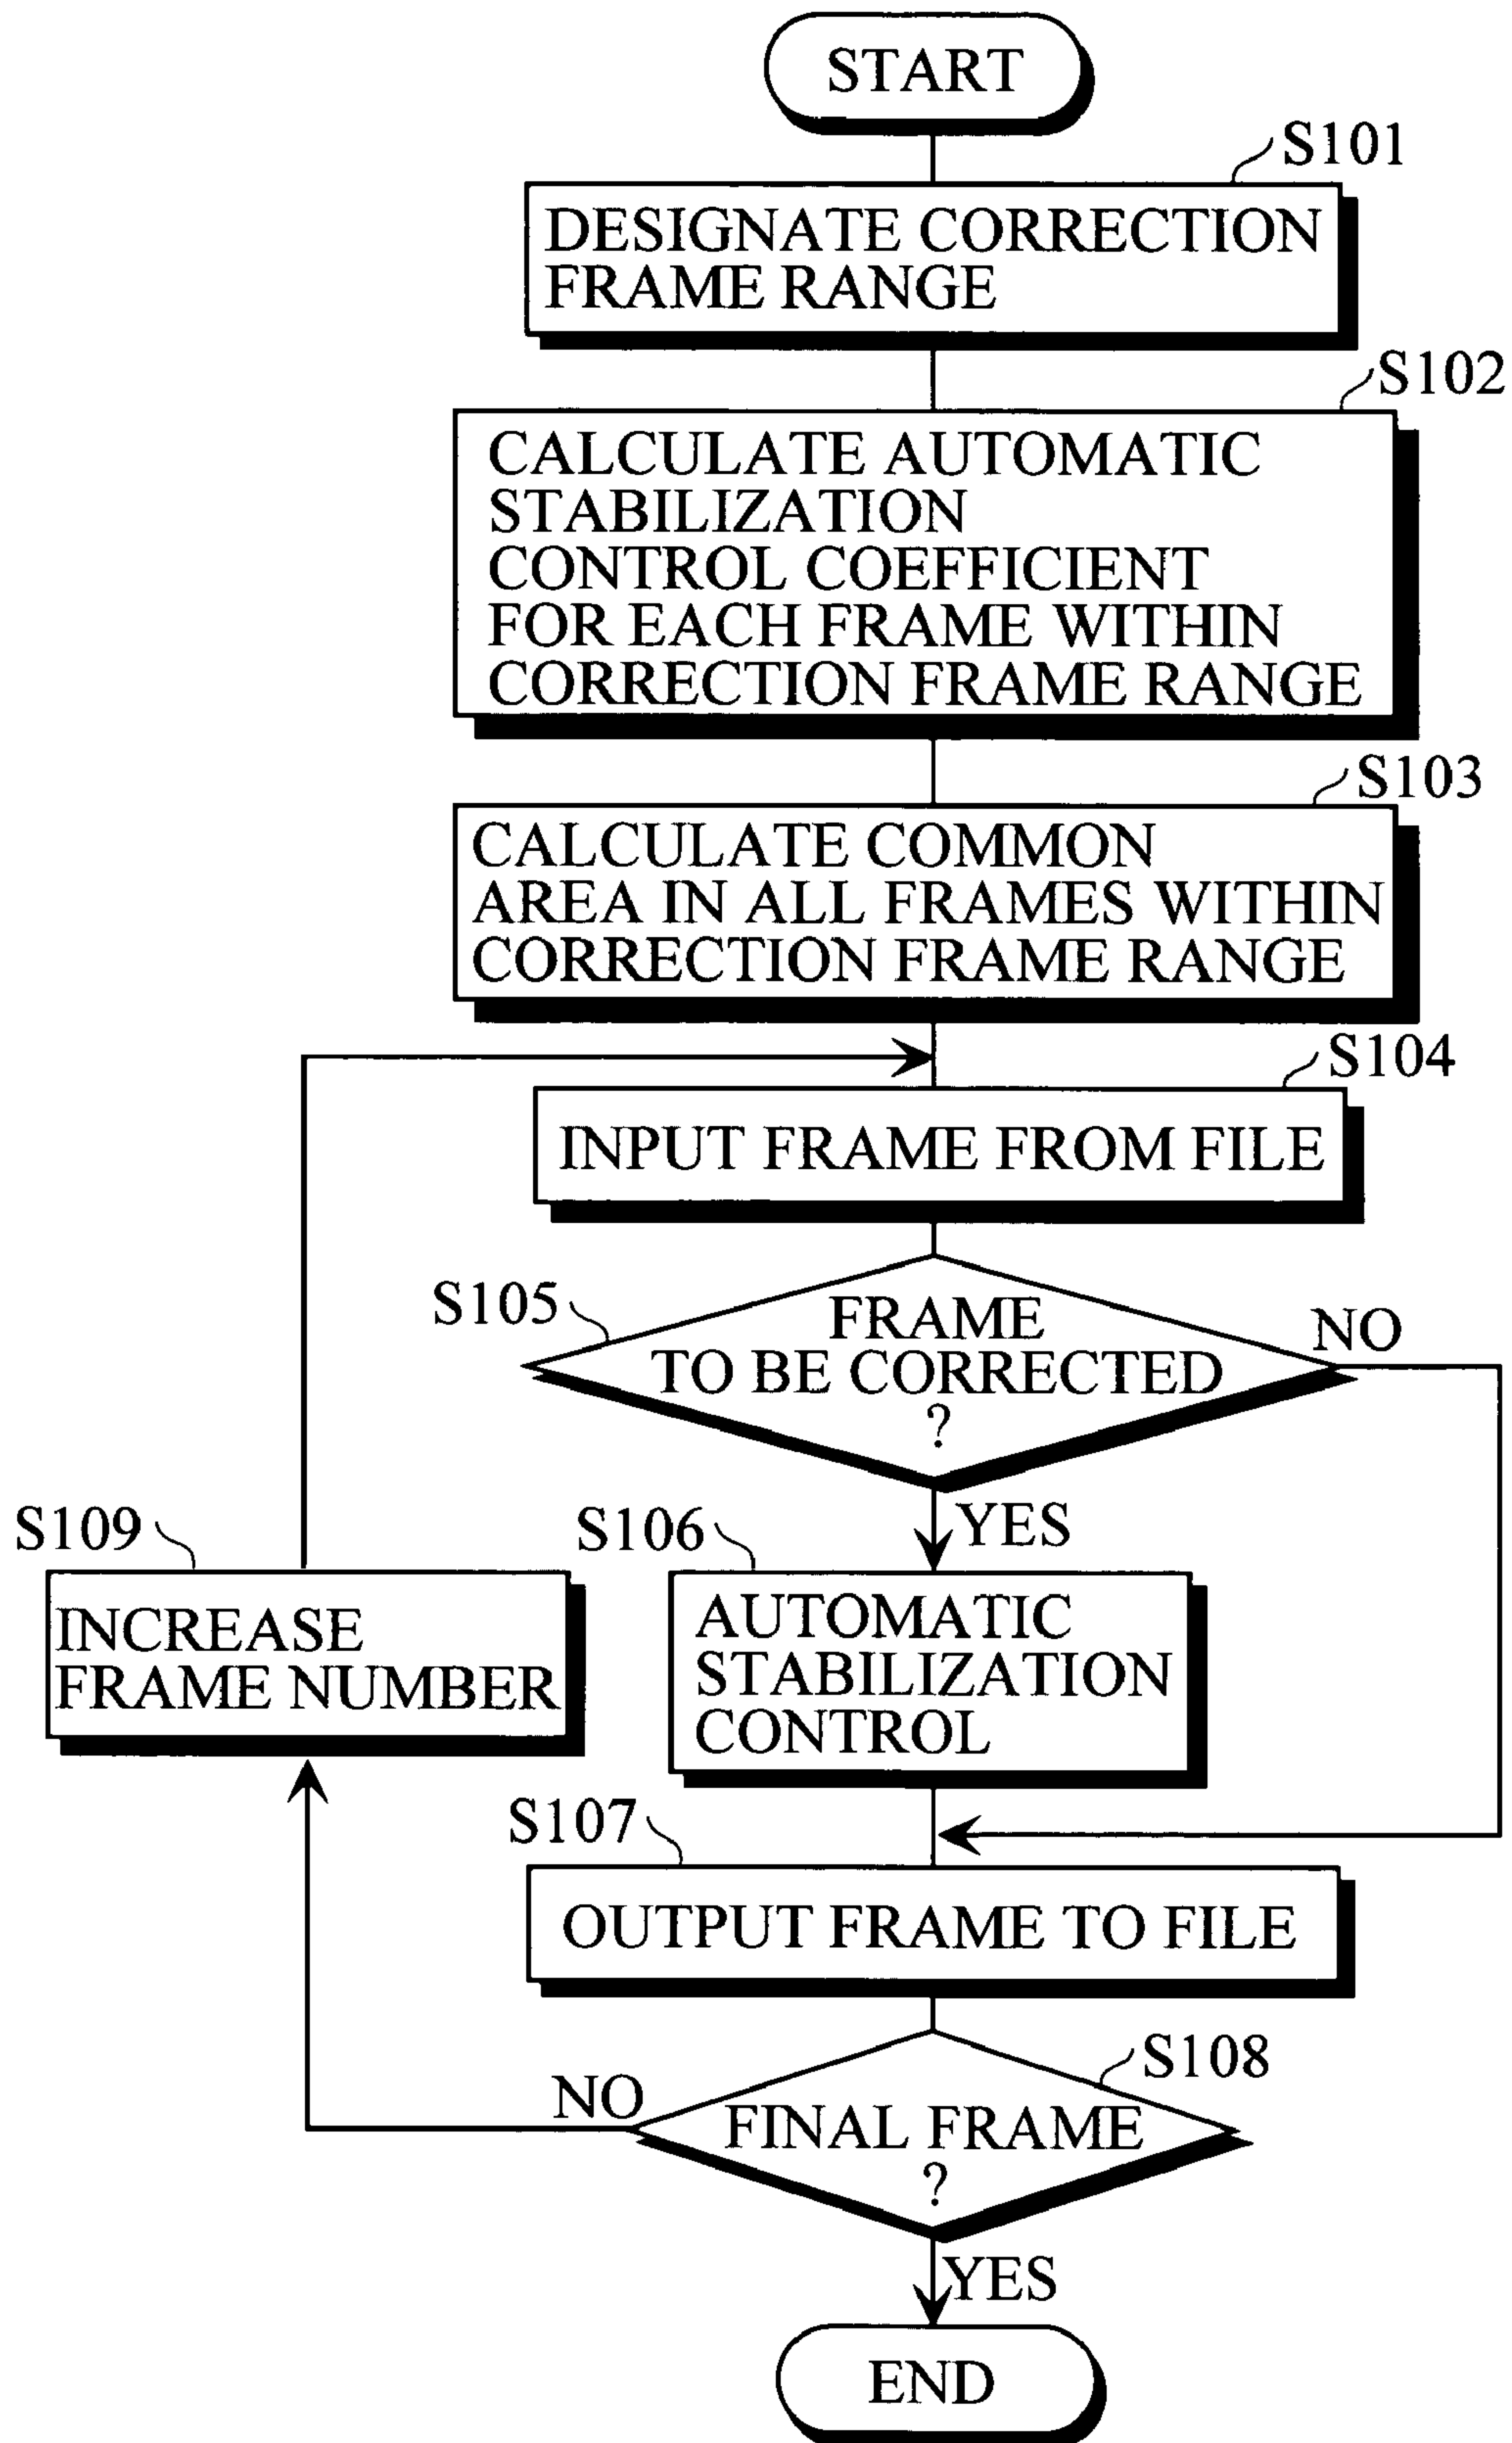 START
S101
DESIGNATE CORRECTION
FRAME RANGE
S102
CALCULATE AUTOMATIC
STABILIZATION
CONTROL COEFFICIENT
FOR EACH FRAME WITHIN
CORRECTION FRAME RANGE
S103
CALCULATE COMMON
AREA IN ALL FRAMES WITHIN
CORRECTION FRAME RANGE
S104
INPUT FRAME FROM FILE
S105
FRAME
TO BE CORRECTED
?
NO
YES
S109
INCREASE
FRAME NUMBER
S106
AUTOMATIC
STABILIZATION
CONTROL
S107
OUTPUT FRAME TO FILE
S108
NO
FINAL FRAME
?
YES
END